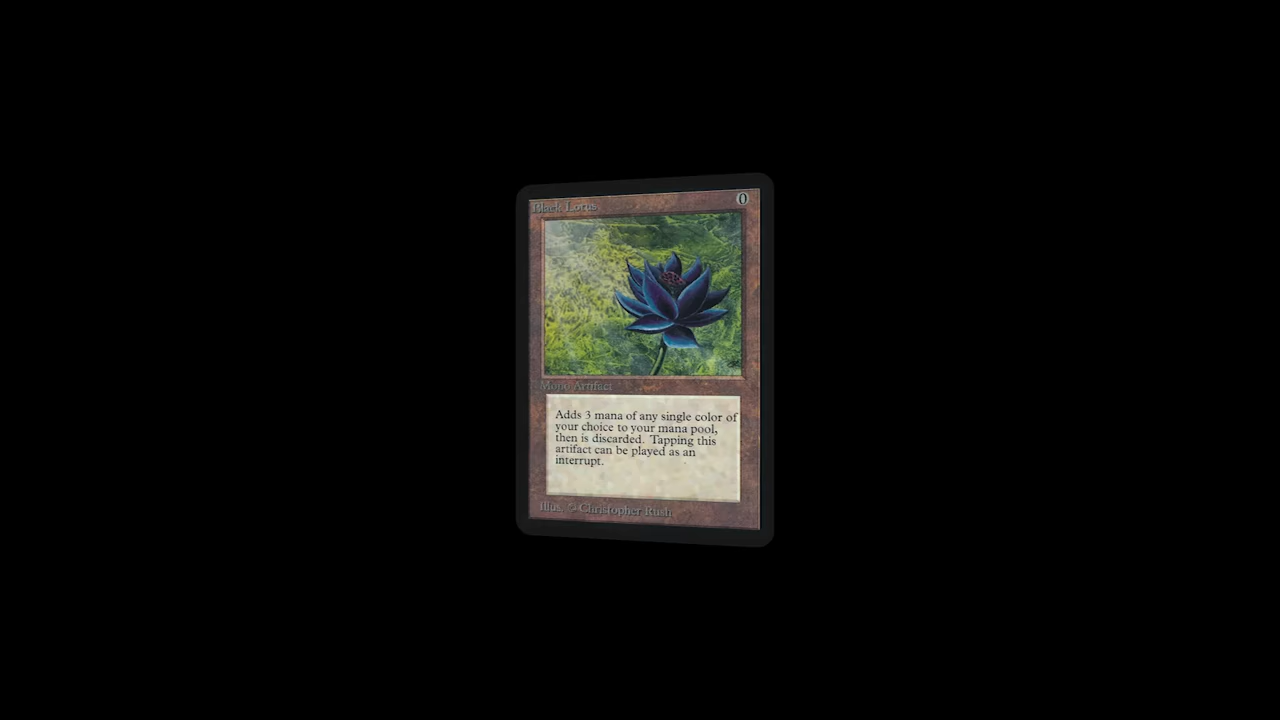 Black Lotus
0
Mono Artifact
Adds 3 mana of any single color of
your choice to your mana pool,
then is discarded. Tapping this
artifact can be played as an
interrupt.
Illus. © Christopher Rush